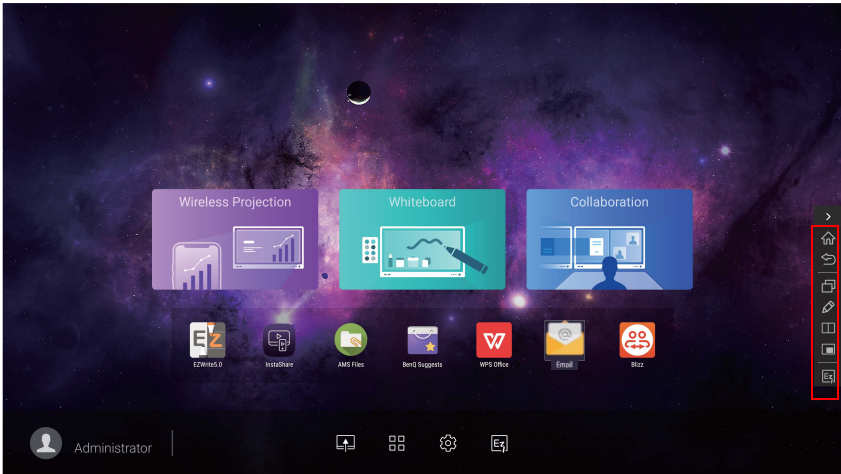 Wireless Projection
Whiteboard
Collaboration
EZWrite5.0
InstaShare
AMS Files
BenQ Suggests
WPS Office
Email
Blizz
Administrator